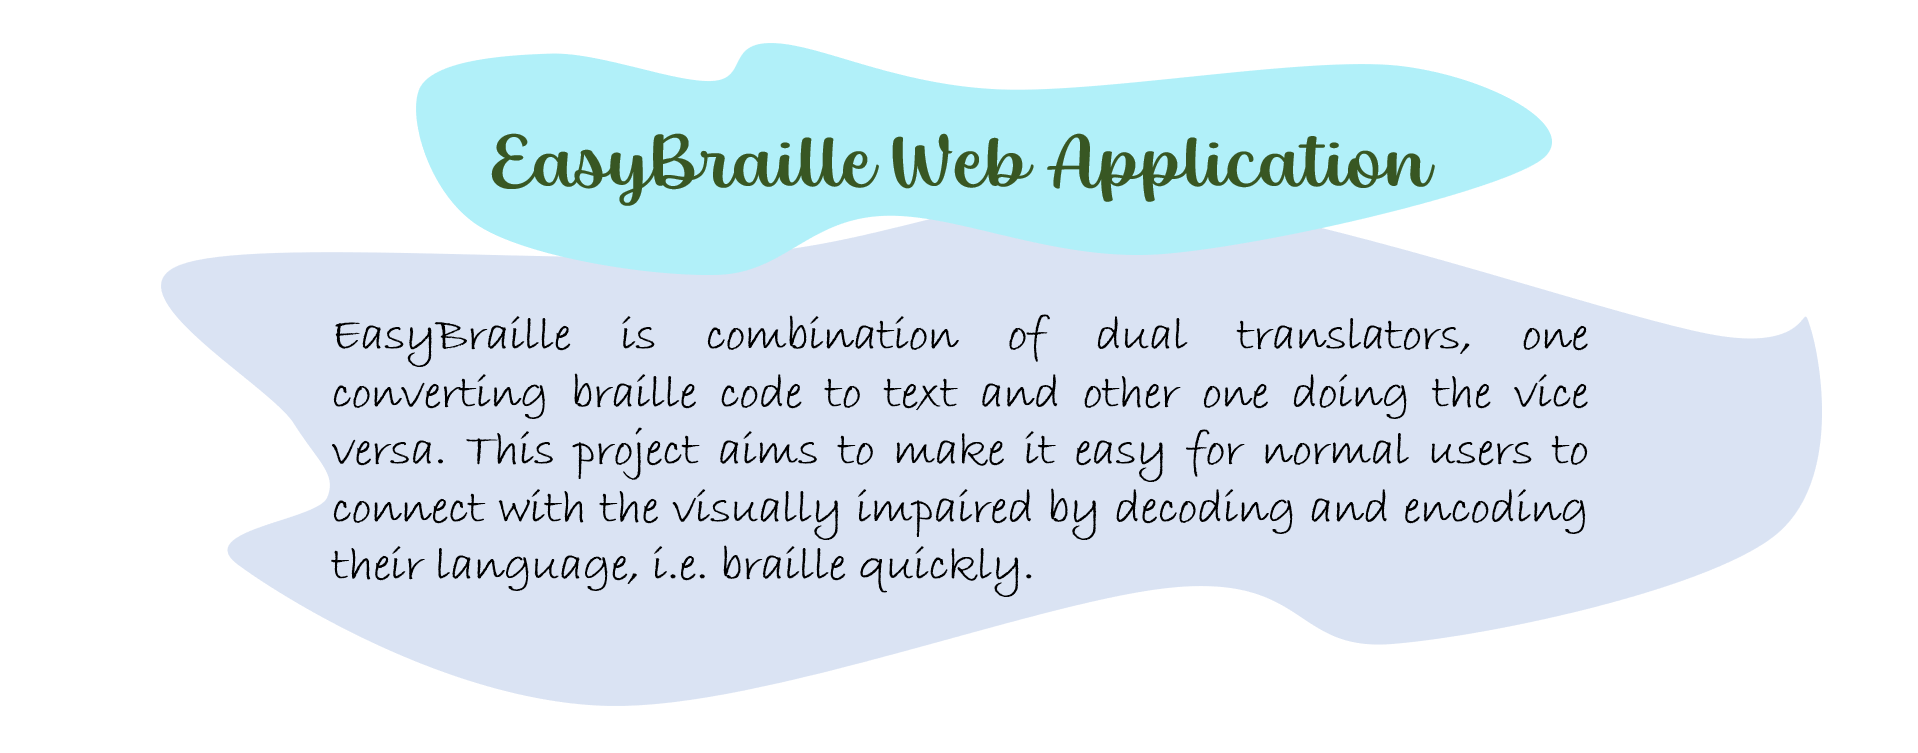 EasyBraille Web Application
EasyBraille is combination of dual translators, one
converting braille code to text and other one doing the vice
versa. This project aims to make it easy for normal users to
connect with the visually impaired by decoding and encoding
their language, i.e. braille quickly.